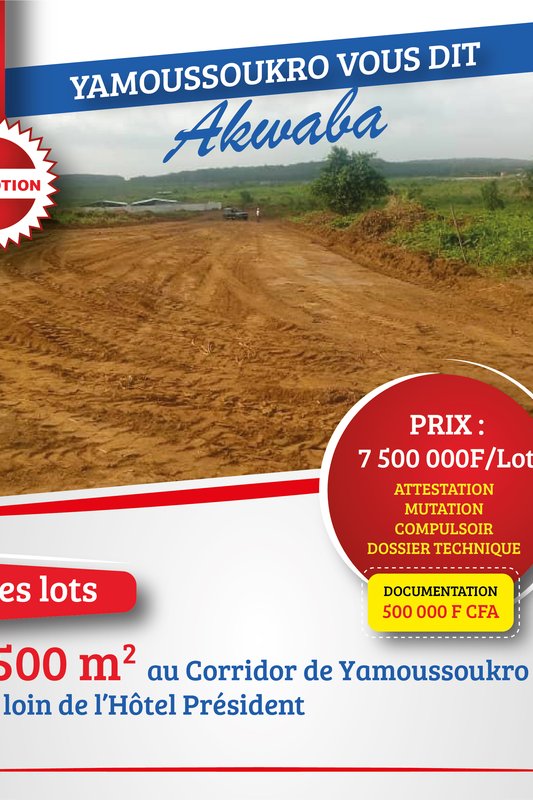 YAMOUSSOUKRO VOUS DIT
Akwaba
PRIX :
7 500 000F/Lot
ATTESTATION
MUTATION
COMPULSOIR
DOSSIER TECHNIQUE
DOCUMENTATION
500 000 F CFA
lots
500 m² au Corridor de Yamoussoukro
loin de l'Hôtel Président